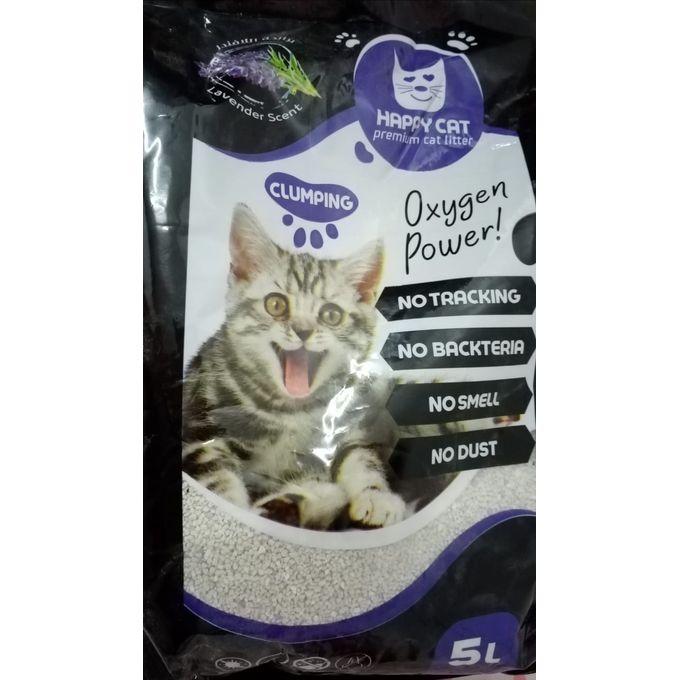 Lavender Scent
HAPPY CAT
premium cat litter
CLUMPING
Oxygen
Power!
NO TRACKING
NO BACKTERIA
NO SMELL
NO DUST
5L